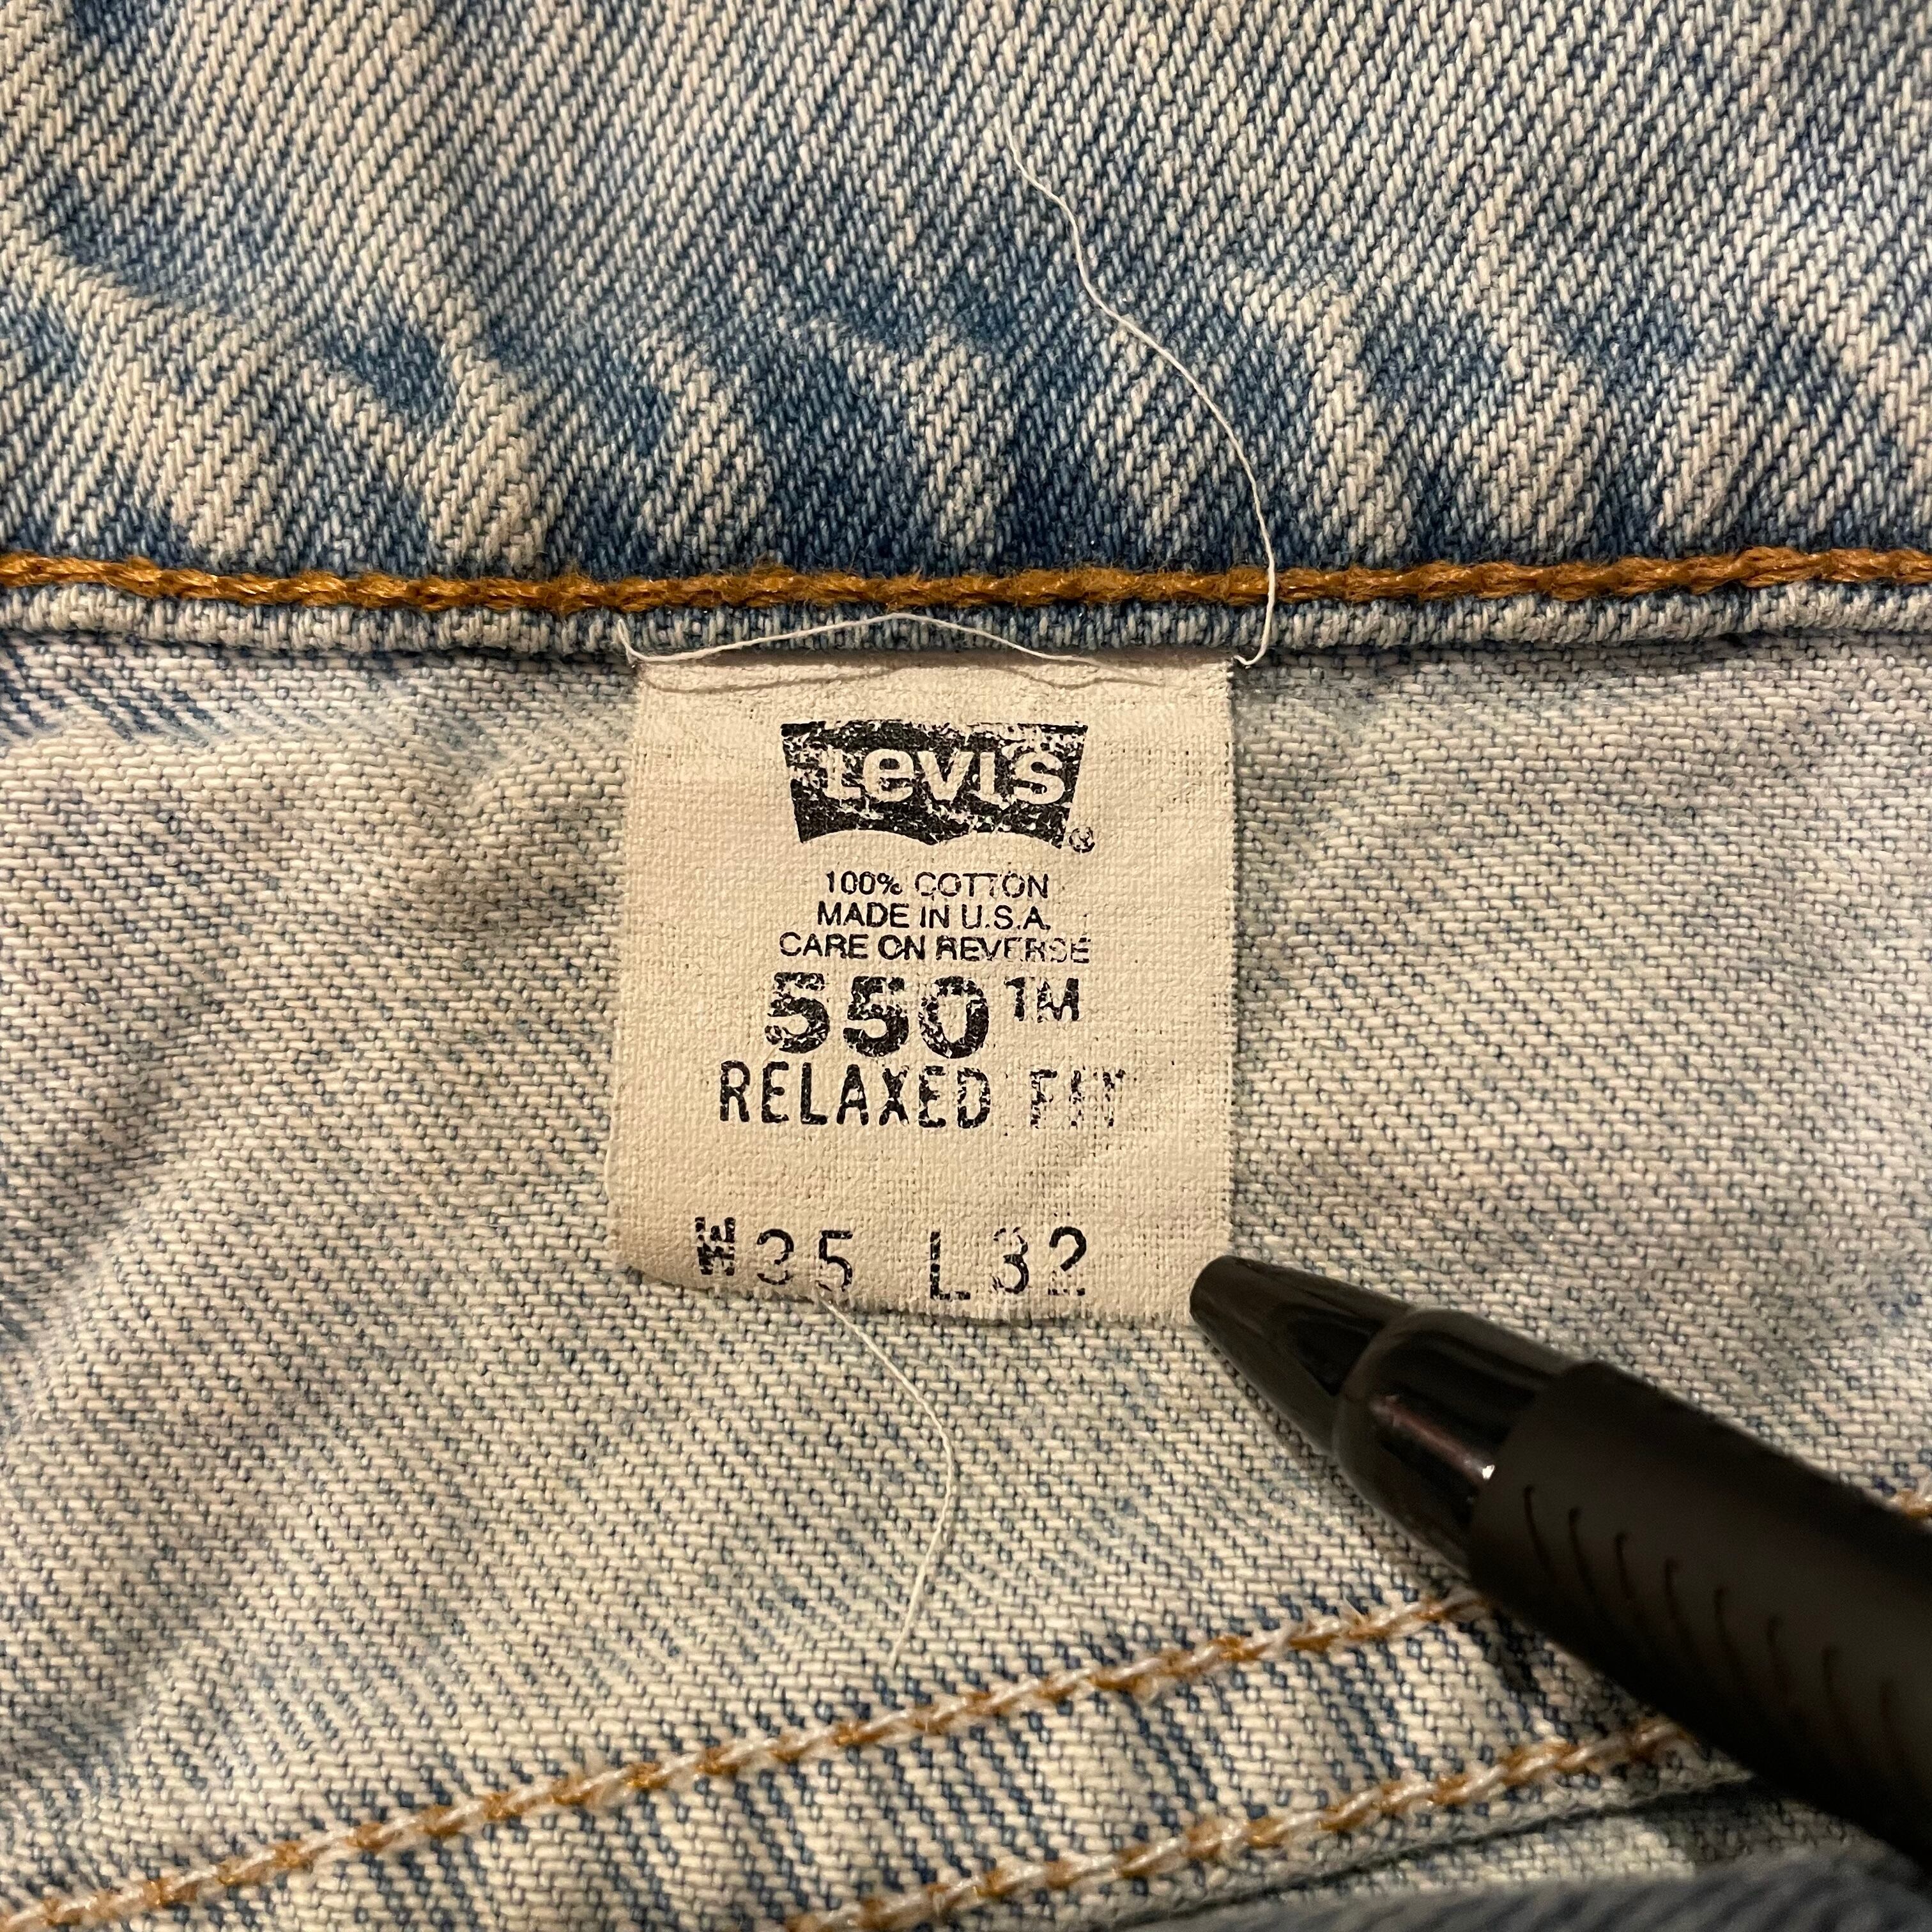 Levi's ®
100% COTTON
MADE IN U.S.A.
CARE ON REVERSE
550™
RELAXED FIT
W35 L32